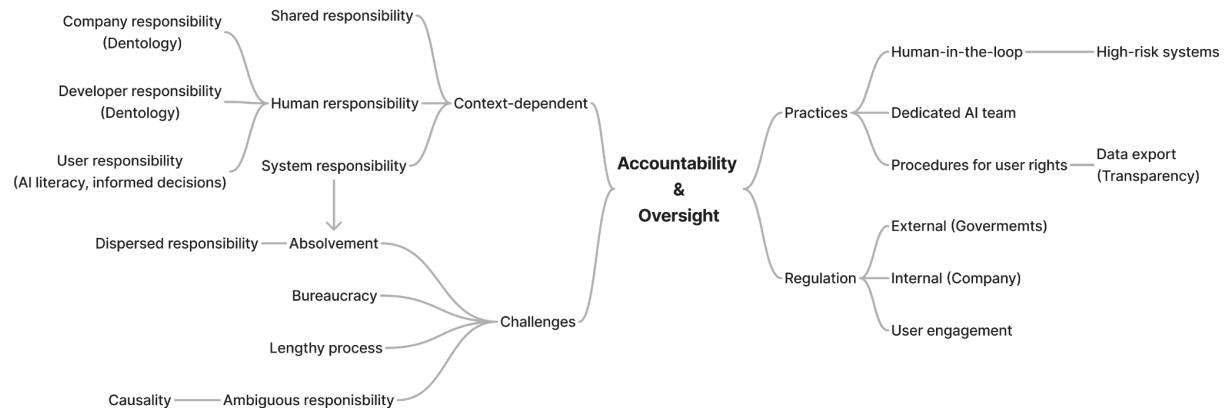 Company responsibility
(Dentology)
Developer responsibility
(Dentology)
User responsibility
(AI literacy, informed decisions)
Shared responsibility
Human rersponsibility
System responsibility
Context-dependent
Dispersed responsibility
Absolvement
Bureaucracy
Lengthy process
Causality
Ambiguous responisbility
Challenges
Accountability
&
Oversight
Practices
Human-in-the-loop
High-risk systems
Dedicated AI team
Procedures for user rights
Data export
(Transparency)
Regulation
External (Govermemts)
Internal (Company)
User engagement